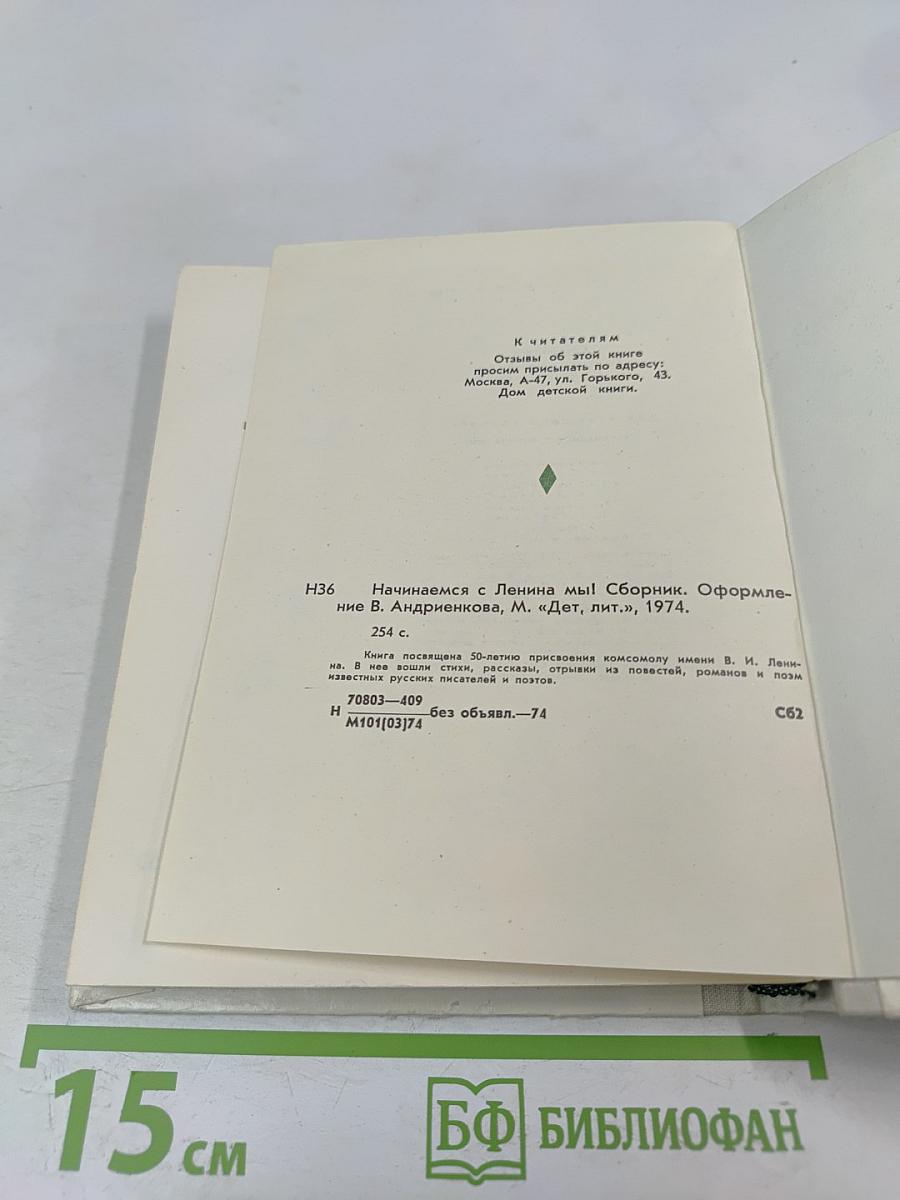 К читателям
Отзывы об этой книге
просим присылать по адресу:
Москва, А-47, ул. Горького, 43.
Дом детской книги.
Н36 Начинаемся с Ленина мы! Сборник. Оформле-
ние В. Андриенкова, М. «Дет, лит.», 1974.
254 с.
Книга посвящена 50-летию присвоения комсомолу имени В. И. Лени-
на. В нее вошли стихи, рассказы, отрывки из повестей, романов и поэм
известных русских писателей и поэтов.
70803—409
Н без объявл.—74 Сб2
М101(03)74
15 см БФ БИБЛИОФАН